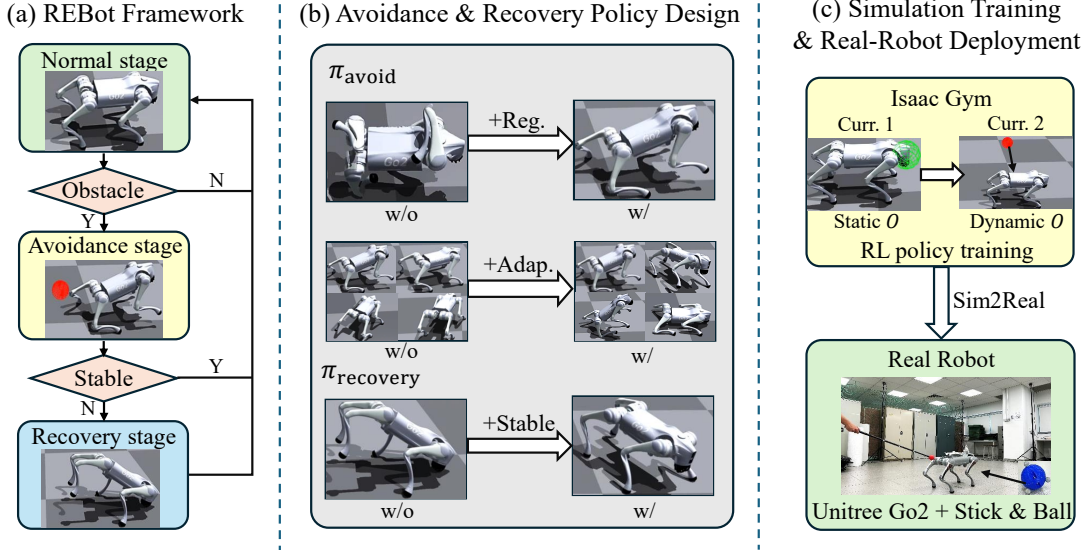 (a) REBot Framework
Normal stage
Obstacle
N
Y
Avoidance stage
Stable
Y
N
Recovery stage
(b) Avoidance & Recovery Policy Design
π_avoid
Go2
+Reg.
w/o
w/
+Adap.
w/o
w/
π_recovery
+Stable
w/o
w/
(c) Simulation Training
& Real-Robot Deployment
Isaac Gym
Curr. 1
Curr. 2
Static O
Dynamic O
RL policy training
Sim2Real
Real Robot
Unitree Go2 + Stick & Ball